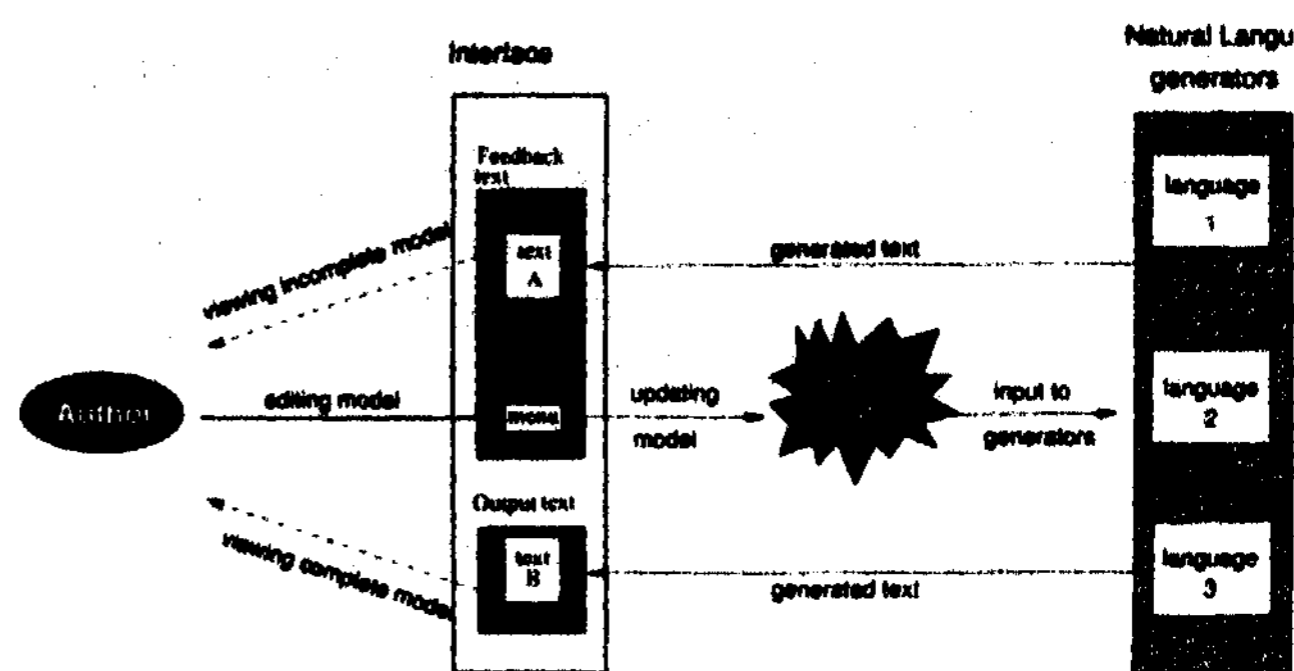 Interface
Natural Langu
generators
Feedback
text
language
1
text
A
generated text
viewing incomplete model
Author
editing model
menu
updating
model
input to
generators
language
2
Output text
text
B
viewing complete model
generated text
language
3